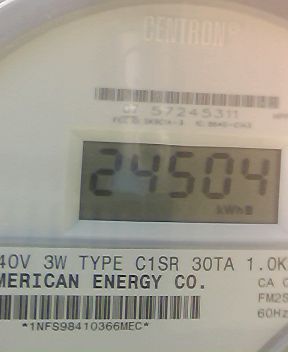 CENTRON®
57245311
24504
kWh
40V 3W TYPE C1SR 30TA 1.0K
MERICAN ENERGY CO.
CA
FM2S
60Hz
*1NFS98410366MEC*